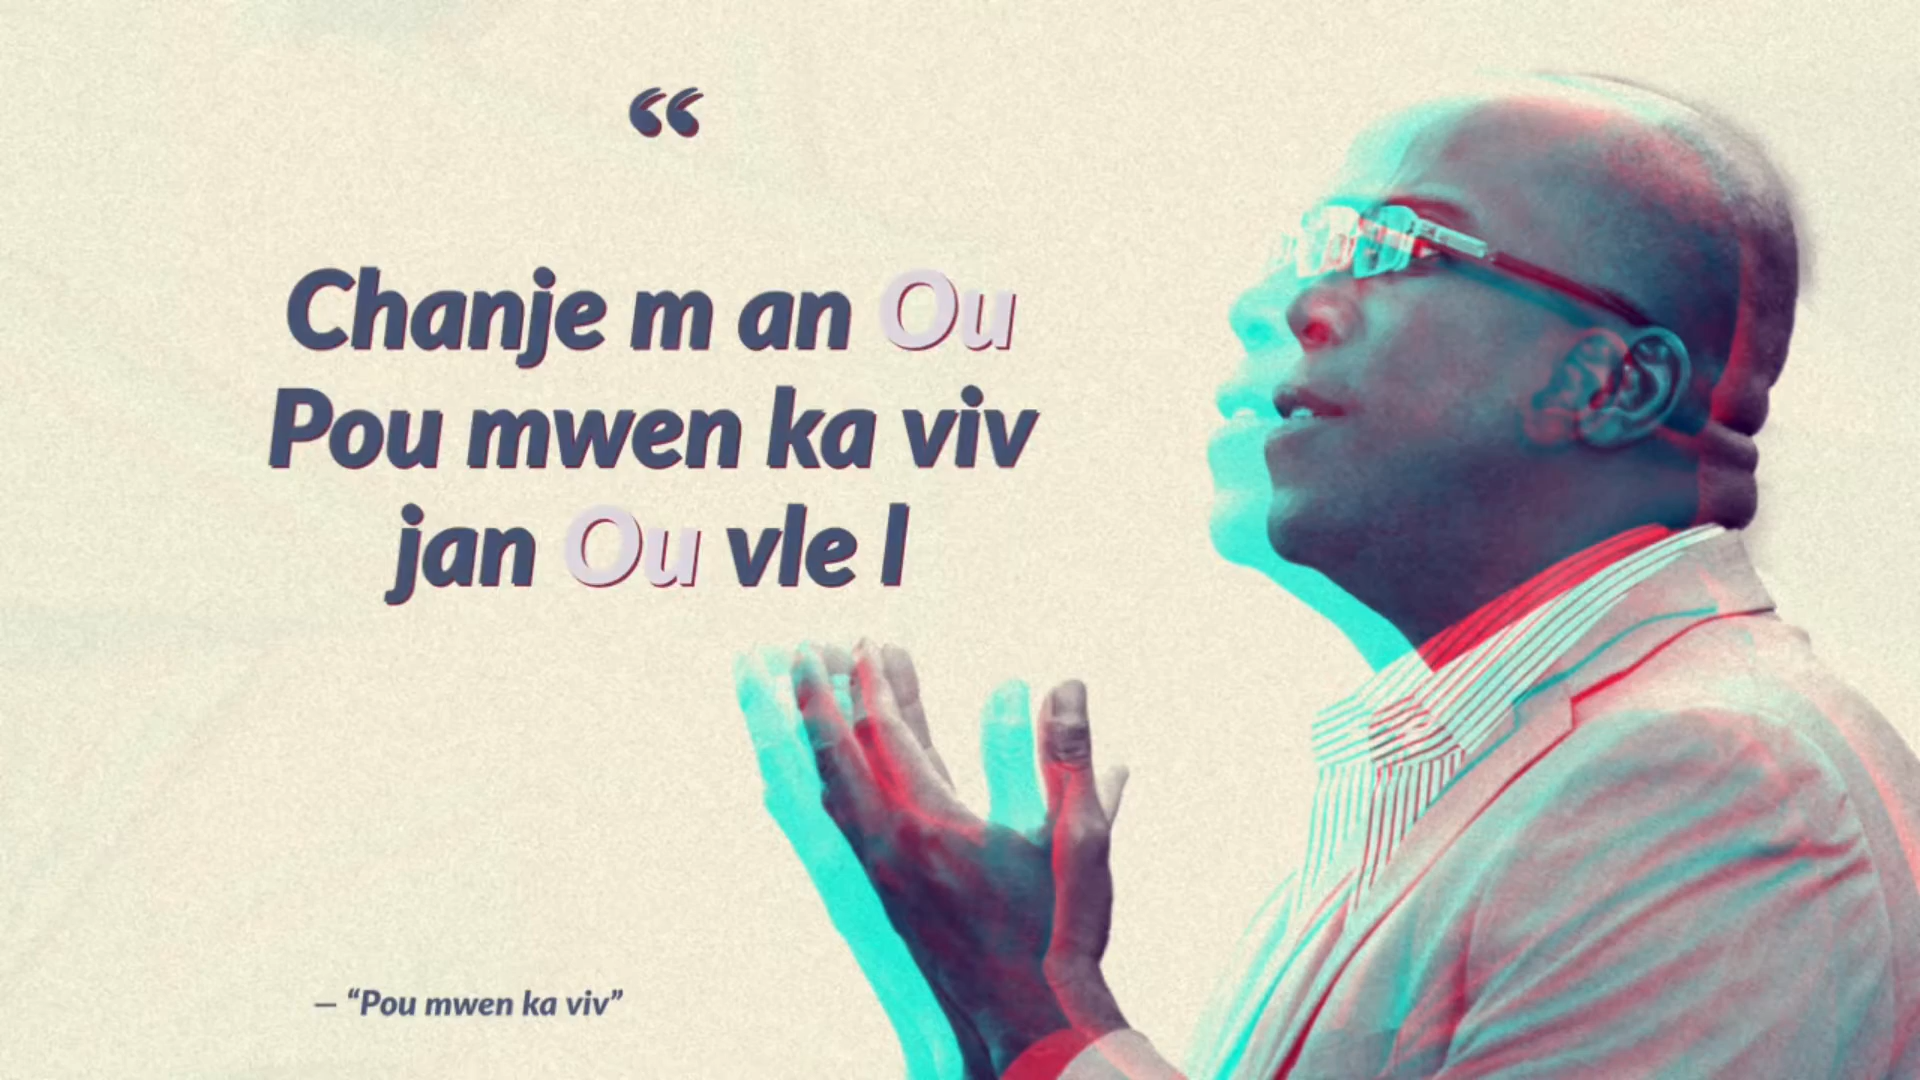 “
Chanje m an Ou
Pou mwen ka viv
jan Ou vle l
– “Pou mwen ka viv”